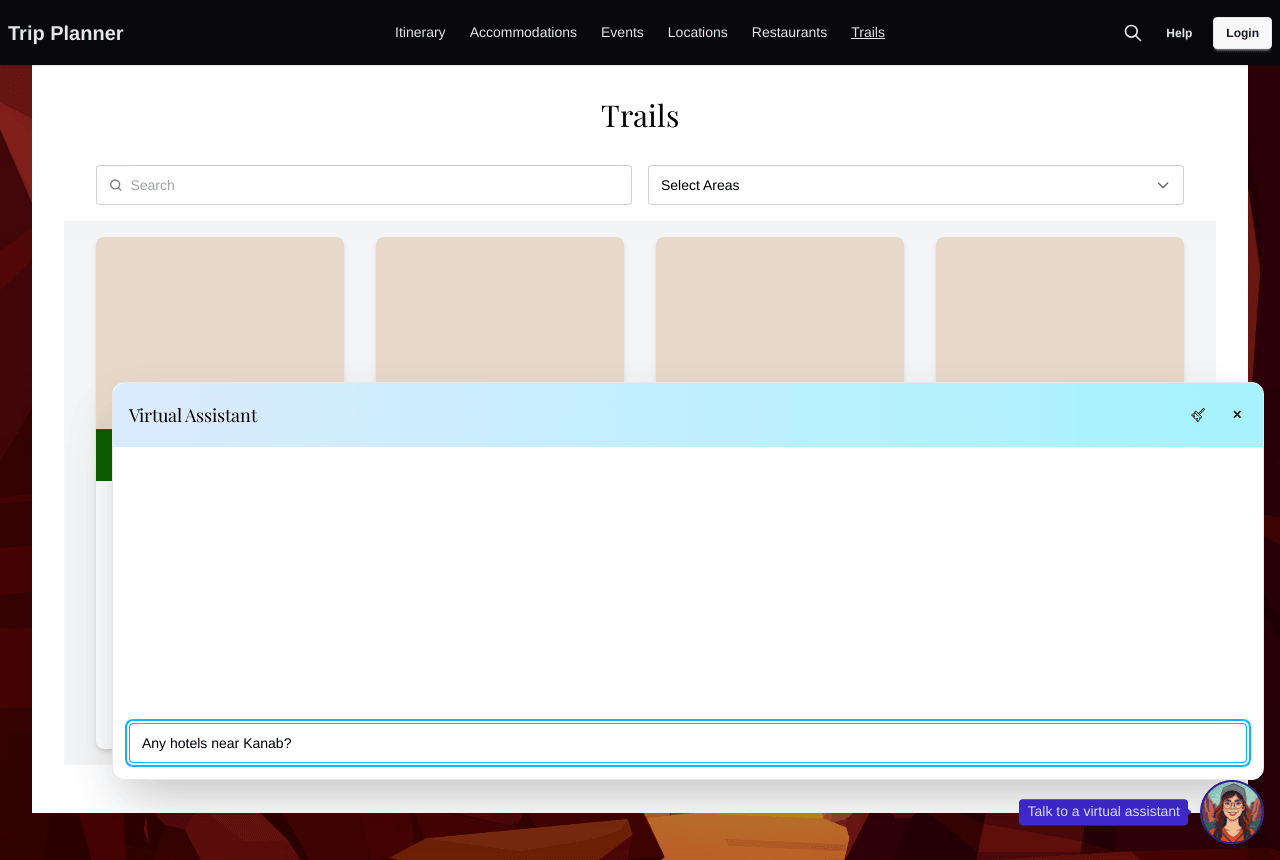 Trip Planner
Itinerary
Accommodations
Events
Locations
Restaurants
Trails
Help
Login
Trails
Search
Select Areas
Virtual Assistant
Any hotels near Kanab?
Talk to a virtual assistant